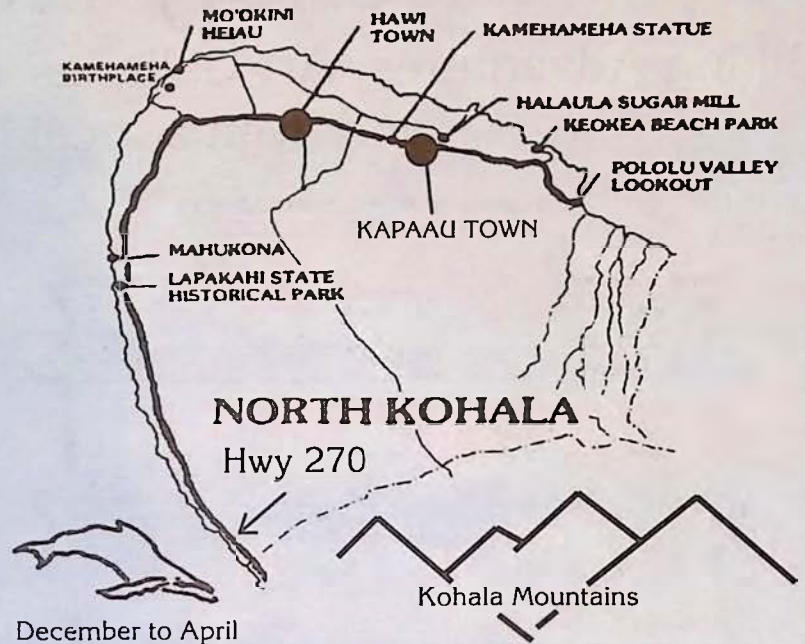 MO'OKINI
HEIAU
HAWI
TOWN
KAMEHAMEHA STATUE
KAMEHAMEHA
BIRTHPLACE
HALAULA SUGAR MILL
KEOKEA BEACH PARK
POLOLU VALLEY
LOOKOUT
KAPAAU TOWN
MAHUKONA
LAPAKAHI STATE
HISTORICAL PARK
NORTH KOHALA
Hwy 270
Kohala Mountains
December to April